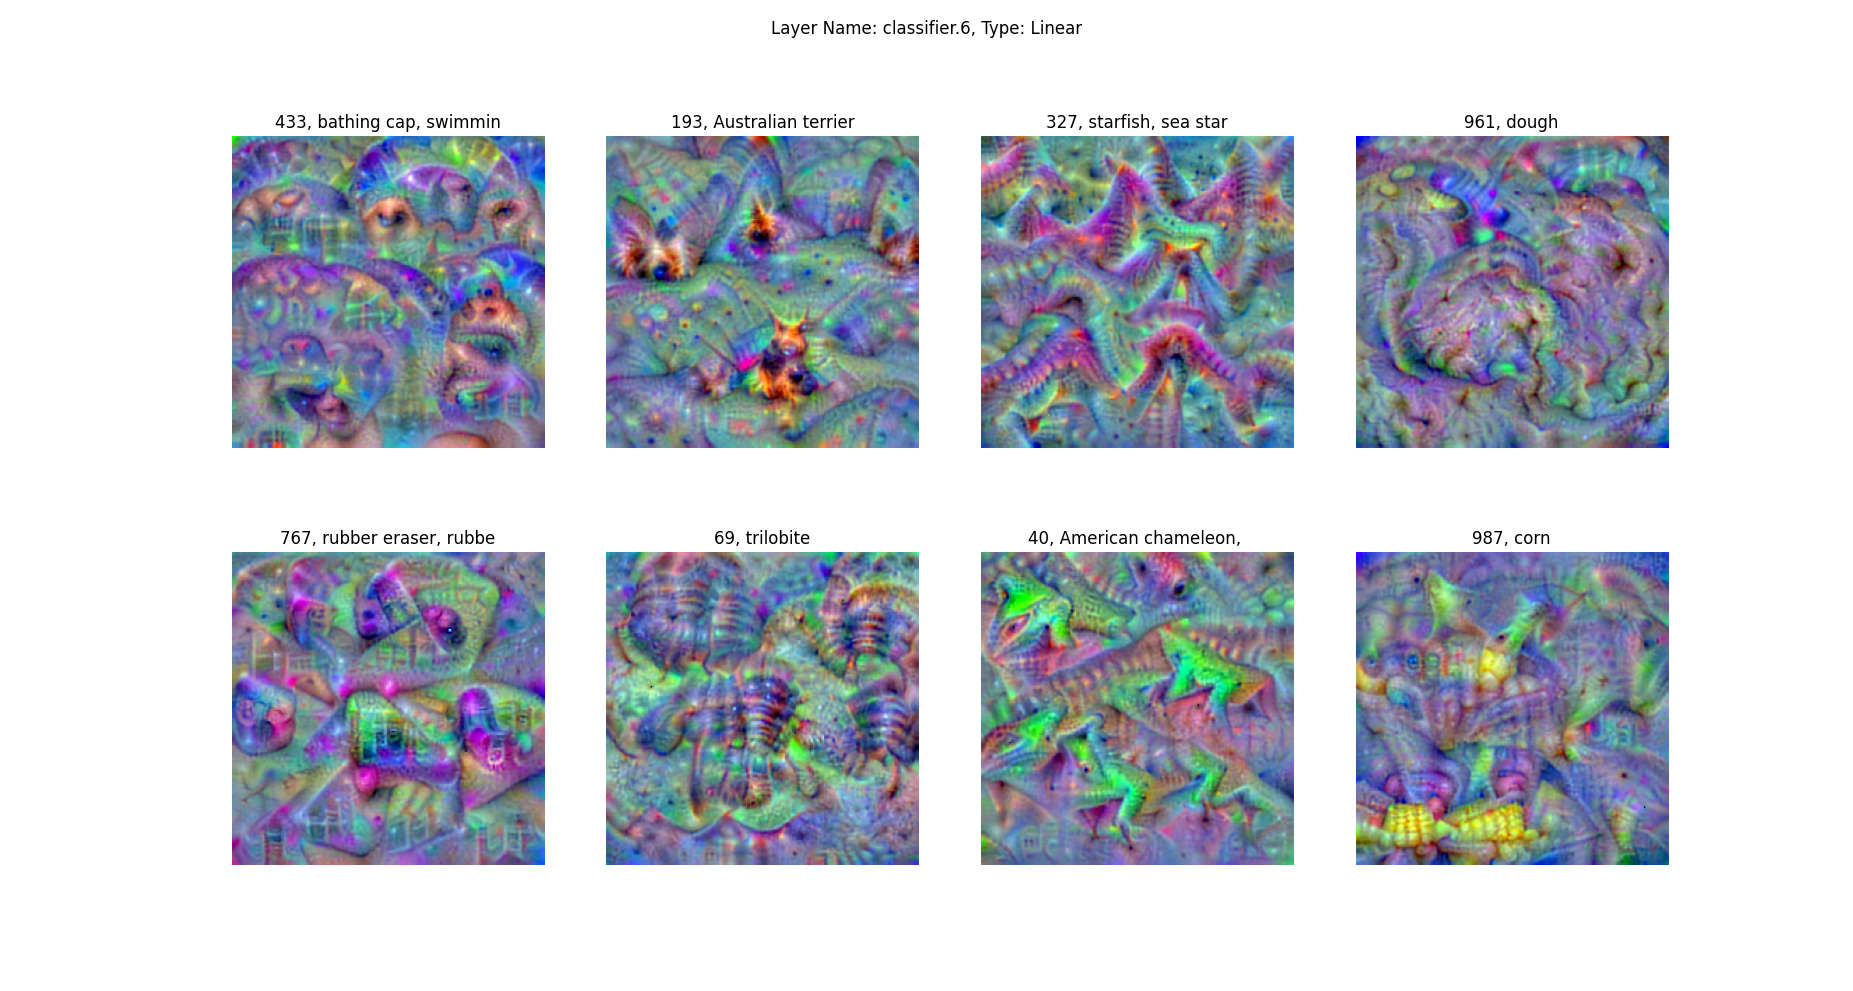 Layer Name: classifier.6, Type: Linear
433, bathing cap, swimmin
193, Australian terrier
327, starfish, sea star
961, dough
767, rubber eraser, rubbe
69, trilobite
40, American chameleon,
987, corn